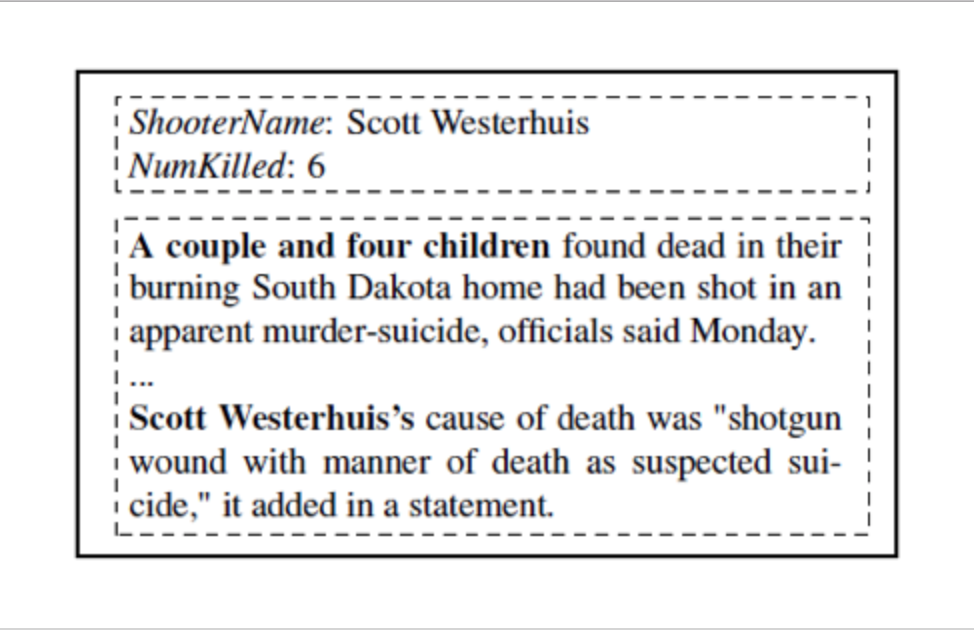 ShooterName: Scott Westerhuis
NumKilled: 6
A couple and four children found dead in their
burning South Dakota home had been shot in an
apparent murder-suicide, officials said Monday.
...
Scott Westerhuis’s cause of death was "shotgun
wound with manner of death as suspected sui-
cide," it added in a statement.